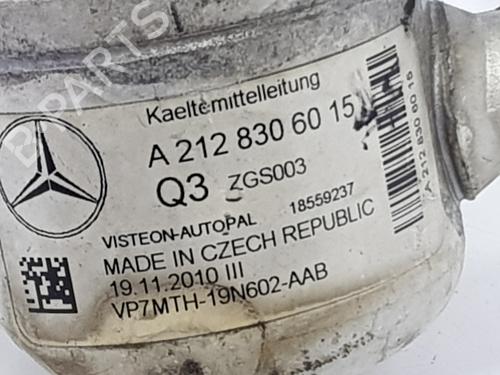 B-PARTS
Kaeltemittelleitung
A 212 830 60 15
Q3 ZGS003
18559237
VISTEON-AUTOPAL
MADE IN CZECH REPUBLIC
19.11.2010 III
VP7MTH-19N602-AAB
A 212 830 60 15